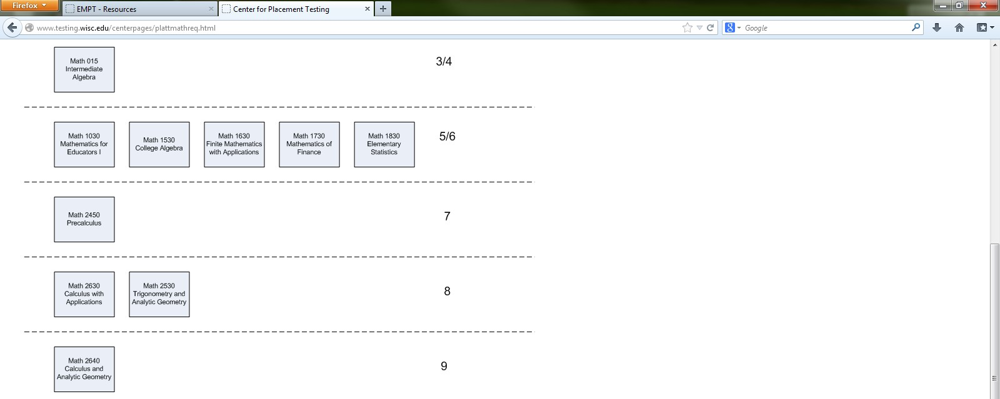 Firefox
EMPT - Resources
Center for Placement Testing
www.testing.wisc.edu/centerpages/plattmathreq.html
Google
Math 015
Intermediate
Algebra
3/4
Math 1030
Mathematics for
Educators I
Math 1530
College Algebra
Math 1630
Finite Mathematics
with Applications
Math 1730
Mathematics of
Finance
Math 1830
Elementary
Statistics
5/6
Math 2450
Precalculus
7
Math 2630
Calculus with
Applications
Math 2530
Trigonometry and
Analytic Geometry
8
Math 2640
Calculus and
Analytic Geometry
9